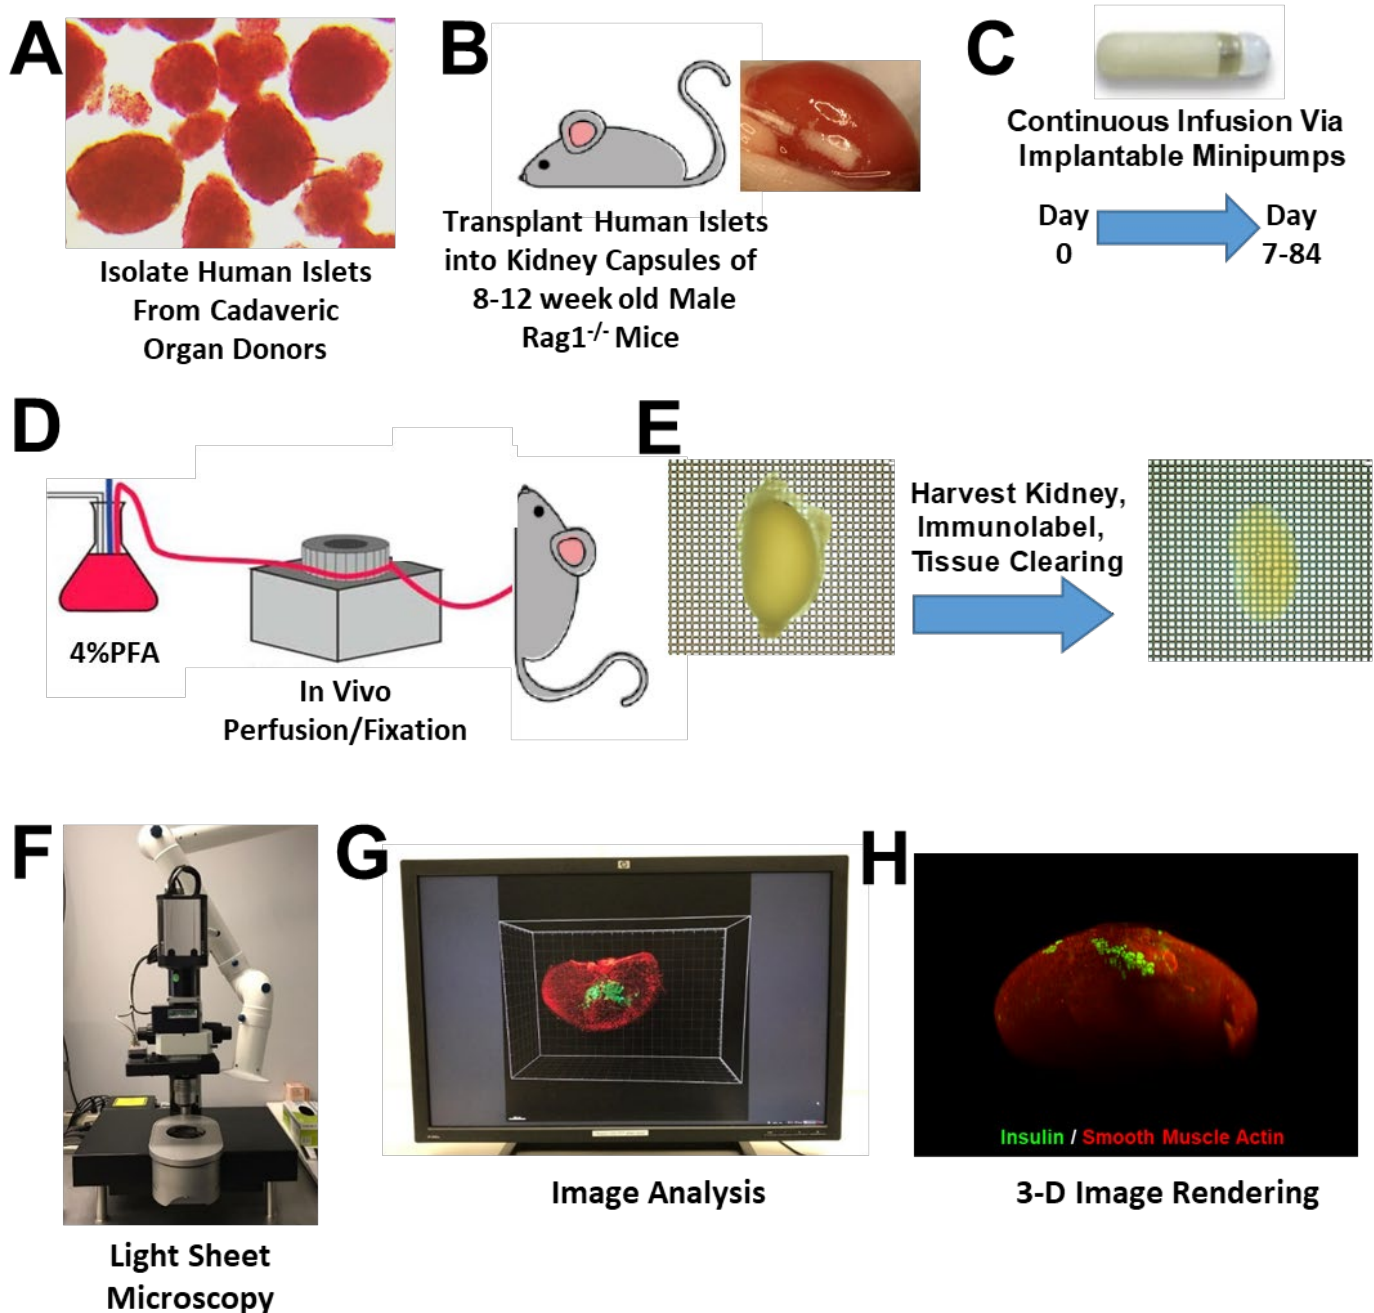 A
Isolate Human Islets
From Cadaveric
Organ Donors
B
Transplant Human Islets
into Kidney Capsules of
8-12 week old Male
Rag1-/- Mice
C
Continuous Infusion Via
Implantable Minipumps
Day
0
Day
7-84
D
4%PFA
In Vivo
Perfusion/Fixation
E
Harvest Kidney,
Immunolabel,
Tissue Clearing
F
Light Sheet
Microscopy
G
hp
Image Analysis
H
Insulin / Smooth Muscle Actin
3-D Image Rendering